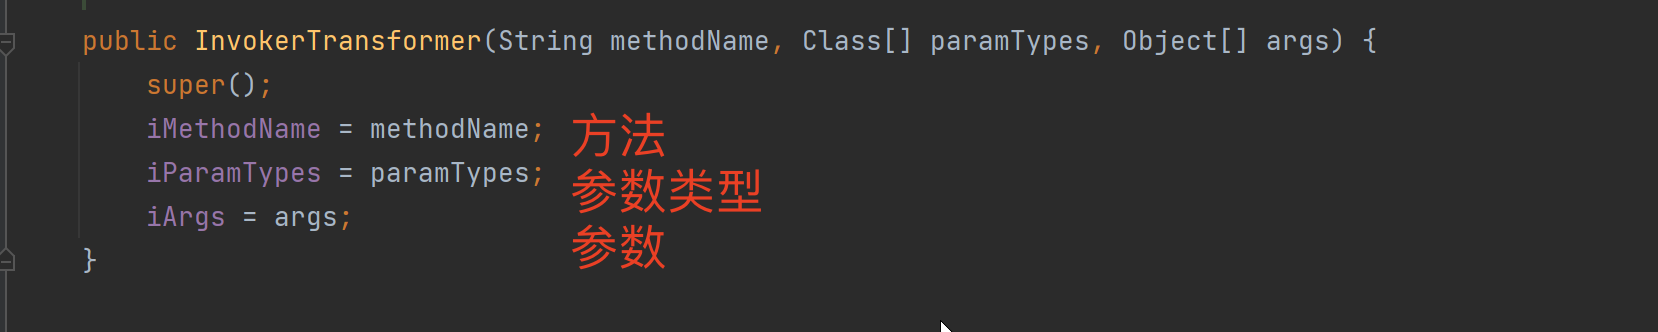 public InvokerTransformer(String methodName, Class[] paramTypes, Object[] args) {
super();
iMethodName = methodName; 方法
iParamTypes = paramTypes; 参数类型
iArgs = args; 参数
}